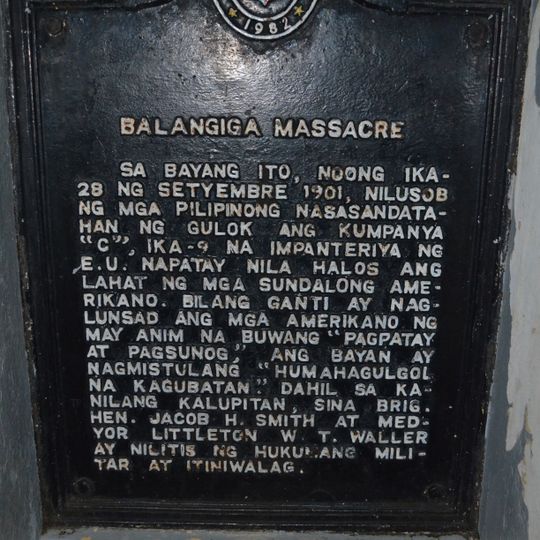 1982
BALANGIGA MASSACRE
SA BAYANG ITO, NOONG IKA-
28 NG SETYEMBRE 1901, NILUSOB
NG MGA PILIPINONG NASASANDATA-
HAN NG GULOK ANG KUMPANYA
"C", IKA-9 NA IMPANTERIYA NG
E.U. NAPATAY NILA HALOS ANG
LAHAT NG MGA SUNDALONG AME-
RIKANO. BILANG GANTI AY NAG-
LUNSAD ANG MGA AMERIKANO NG
MAY ANIM NA BUWANG "PAGPATAY
AT PAGSUNOG," ANG BAYAN AY
NAGMISTULANG "HUMAHAGULGOL
NA KAGUBATAN." DAHIL SA KA-
NILANG KALUPITAN, SINA BRIG.
HEN. JACOB H. SMITH AT MED-
YOR LITTLETON W. T. WALLER
AY NILITIS NG HUKUMANG MILI-
TAR AT ITINIWALAG.